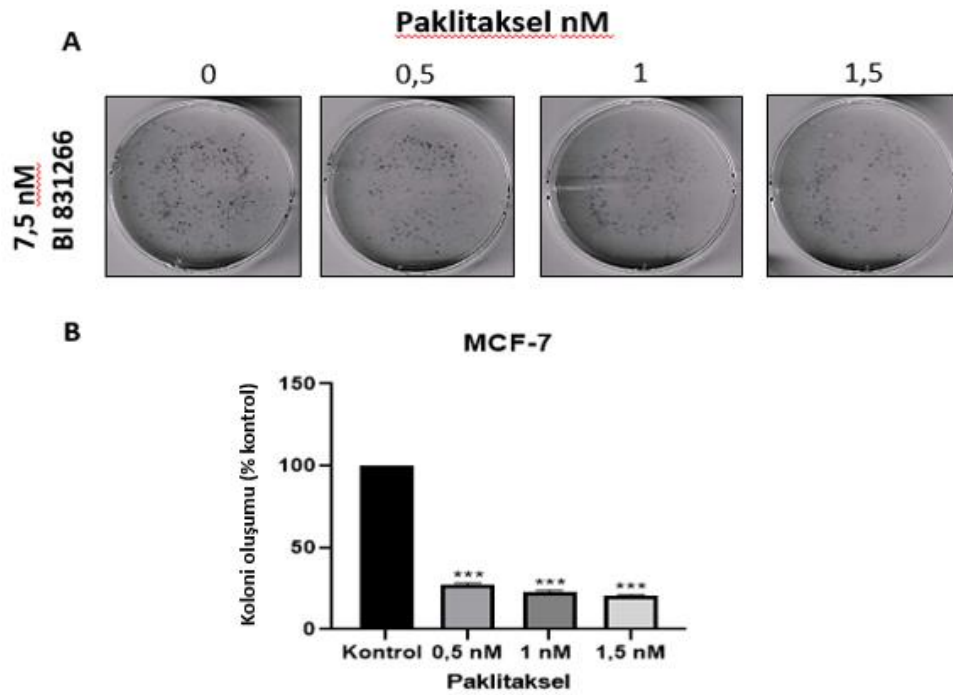 Paklitaksel nM
A
0
0,5
1
1,5
7,5 nM
BI 831266
B
MCF-7
Koloni oluşumu (% kontrol)
150
100
50
0
***
***
***
Kontrol 0,5 nM 1 nM 1,5 nM
Paklitaksel